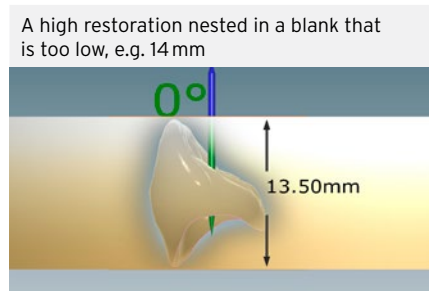 A high restoration nested in a blank that
is too low, e.g. 14 mm
0°
13.50mm